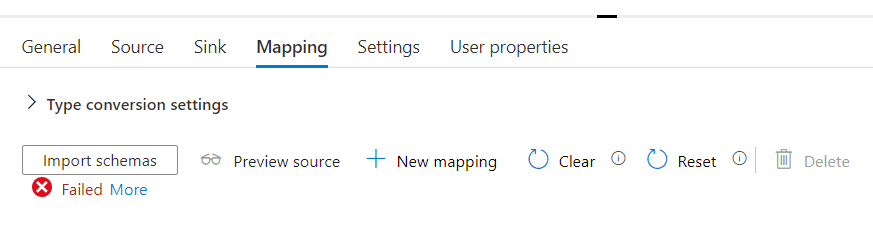 General Source Sink Mapping Settings User properties
Type conversion settings
Import schemas Preview source New mapping Clear Reset Delete
Failed More